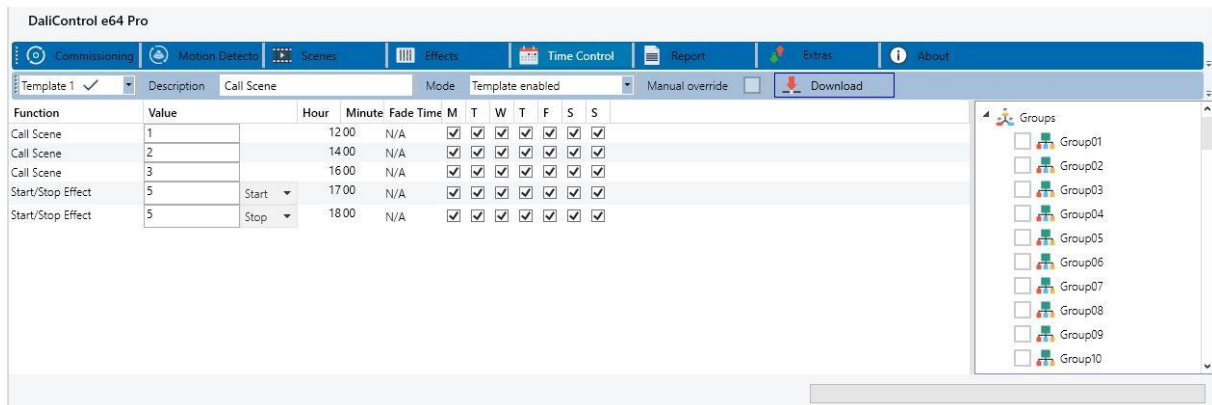 DaliControl e64 Pro
Commissioning Motion Detecto Scenes Effects Time Control Report Extras About
Template 1 Description Call Scene Mode Template enabled Manual override Download
Function Value Hour Minute Fade Time M T W T F S S
Call Scene 1 12 00 N/A
Call Scene 2 14 00 N/A
Call Scene 3 16 00 N/A
Start/Stop Effect 5 Start 17 00 N/A
Start/Stop Effect 5 Stop 18 00 N/A
Groups
Group01
Group02
Group03
Group04
Group05
Group06
Group07
Group08
Group09
Group10